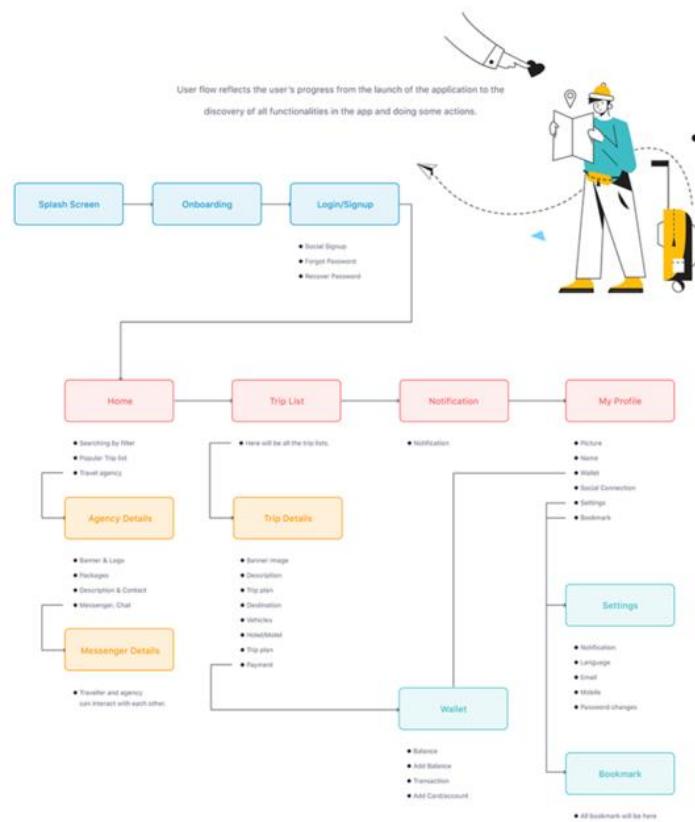 User flow reflects the user's progress from the launch of the application to the
discovery of all functionalities in the app and doing some actions.
Splash Screen
Onboarding
Login/Signup
Social Signup
Forgot Password
Recover Password
Home
Trip List
Notification
My Profile
Searching by filter
Popular Trip list
Travel agency
Here will be all the trip lists.
Notification
Picture
Name
Wallet
Social Connection
Settings
Bookmark
Agency Details
Trip Details
Banner & Logo
Packages
Description & Contact
Messenger, Chat
Banner image
Description
Trip plan
Destination
Vehicles
Hotel/Motel
Trip plan
Payment
Settings
Notification
Language
Email
Mobile
Password changes
Messenger Details
Traveller and agency
can interact with each other.
Wallet
Balance
Add Balance
Transaction
Add Card/account
Bookmark
All bookmark will be here